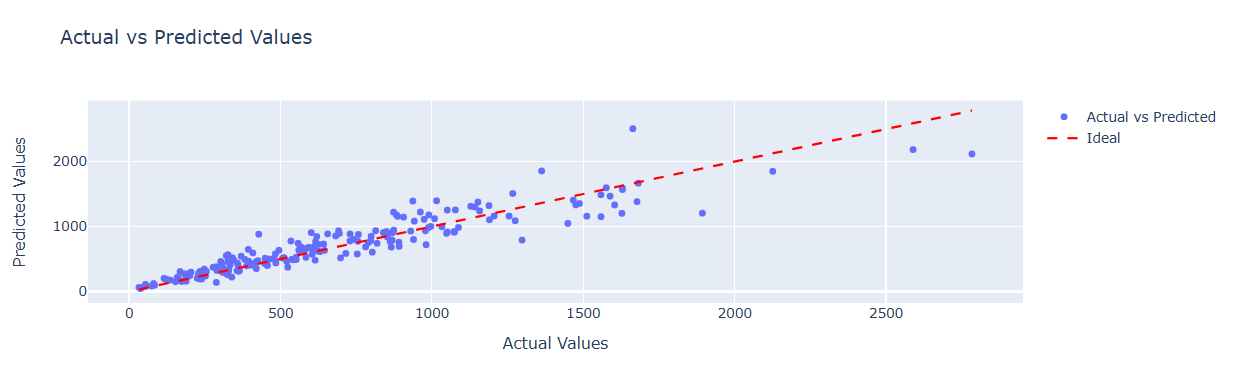 Actual vs Predicted Values
Actual vs Predicted
Ideal
Predicted Values
2000
1000
0
0
500
1000
1500
2000
2500
Actual Values